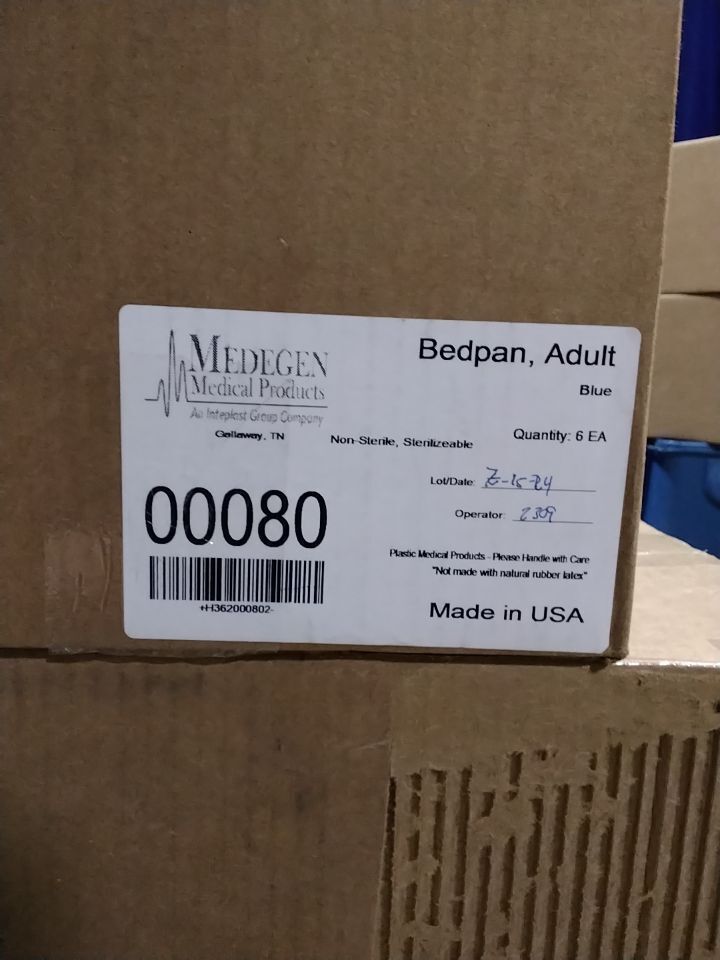 MEDEGEN
Medical Products
An Inteplast Group Company
Gallaway, TN
Bedpan, Adult
Blue
Non-Sterile, Sterilizeable
Quantity: 6 EA
Lot/Date:
Operator: 2309
00080
+H362000802-
Plastic Medical Products - Please Handle with Care
"Not made with natural rubber latex"
Made in USA